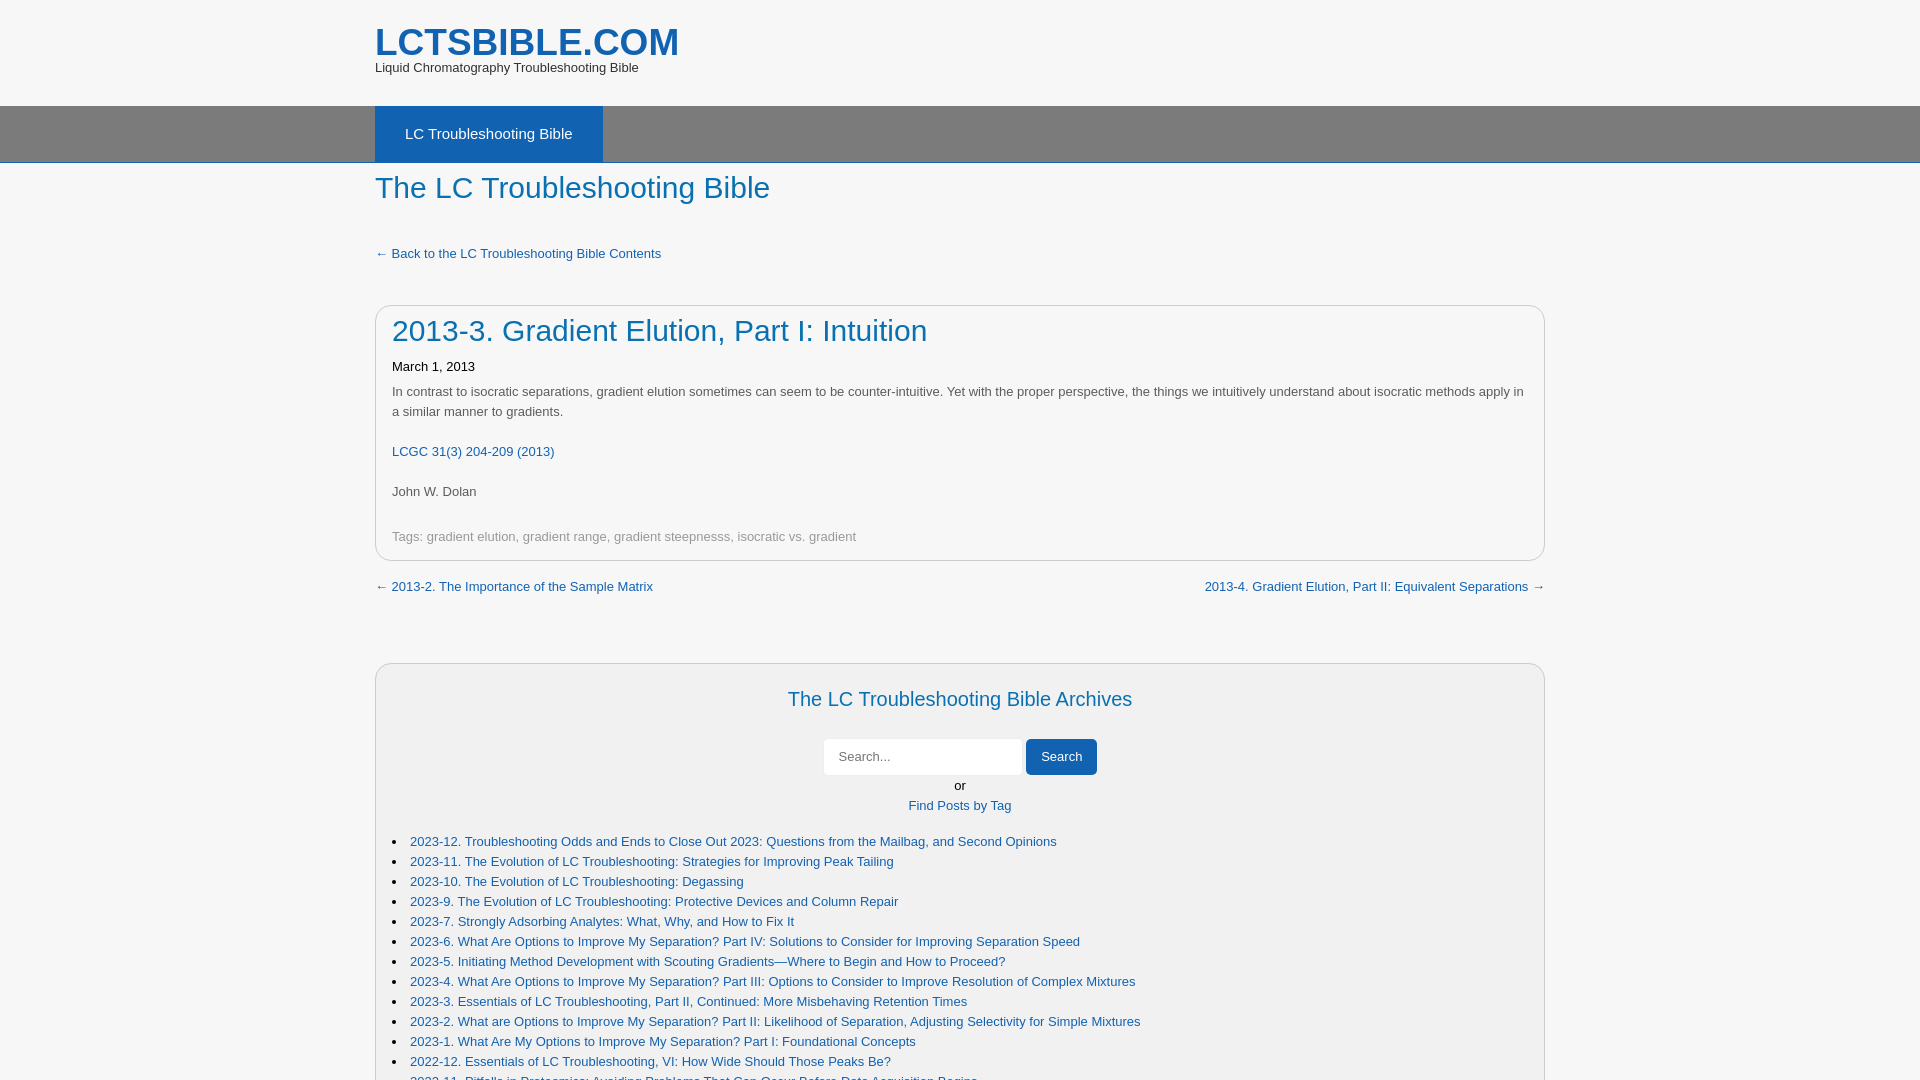 LCTSBIBLE.COM
Liquid Chromatography Troubleshooting Bible
LC Troubleshooting Bible
The LC Troubleshooting Bible
← Back to the LC Troubleshooting Bible Contents
2013-3. Gradient Elution, Part I: Intuition
March 1, 2013
In contrast to isocratic separations, gradient elution sometimes can seem to be counter-intuitive. Yet with the proper perspective, the things we intuitively understand about isocratic methods apply in
a similar manner to gradients.
LCGC 31(3) 204-209 (2013)
John W. Dolan
Tags: gradient elution, gradient range, gradient steepnesss, isocratic vs. gradient
← 2013-2. The Importance of the Sample Matrix
2013-4. Gradient Elution, Part II: Equivalent Separations →
The LC Troubleshooting Bible Archives
Search...
Search
or
Find Posts by Tag
• 2023-12. Troubleshooting Odds and Ends to Close Out 2023: Questions from the Mailbag, and Second Opinions
• 2023-11. The Evolution of LC Troubleshooting: Strategies for Improving Peak Tailing
• 2023-10. The Evolution of LC Troubleshooting: Degassing
• 2023-9. The Evolution of LC Troubleshooting: Protective Devices and Column Repair
• 2023-7. Strongly Adsorbing Analytes: What, Why, and How to Fix It
• 2023-6. What Are Options to Improve My Separation? Part IV: Solutions to Consider for Improving Separation Speed
• 2023-5. Initiating Method Development with Scouting Gradients—Where to Begin and How to Proceed?
• 2023-4. What Are Options to Improve My Separation? Part III: Options to Consider to Improve Resolution of Complex Mixtures
• 2023-3. Essentials of LC Troubleshooting, Part II, Continued: More Misbehaving Retention Times
• 2023-2. What are Options to Improve My Separation? Part II: Likelihood of Separation, Adjusting Selectivity for Simple Mixtures
• 2023-1. What Are My Options to Improve My Separation? Part I: Foundational Concepts
• 2022-12. Essentials of LC Troubleshooting, VI: How Wide Should Those Peaks Be?
• 2022-11. Pitfalls in Proteomics: Avoiding Problems That Can Occur Before Data Acquisition Begins